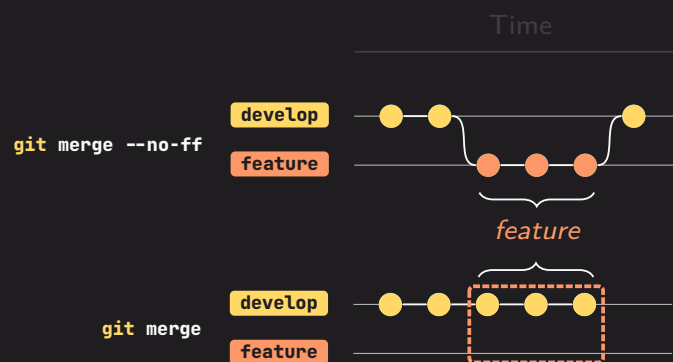 Time
develop
git merge --no-ff
feature
feature
develop
git merge
feature